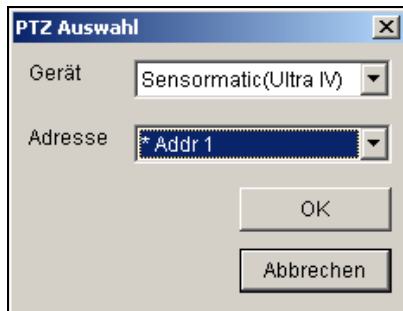 PTZ Auswahl
Gerät Sensormatic(Ultra IV)
Adresse * Addr 1
OK
Abbrechen